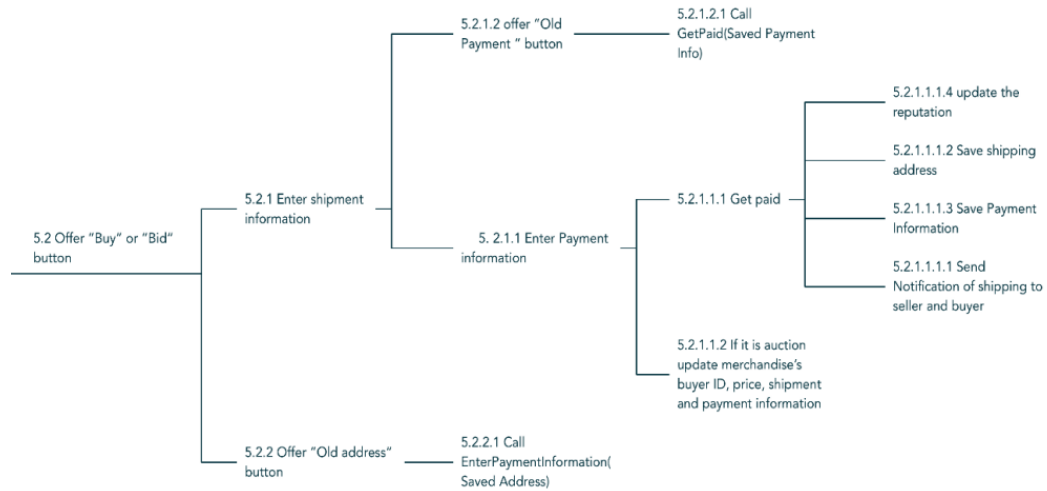 5.2.1.2 offer "Old
Payment " button
5.2.1.2.1 Call
GetPaid(Saved Payment
Info)
5.2.1.1.1.4 update the
reputation
5.2.1.1.1.2 Save shipping
address
5.2.1 Enter shipment
information
5.2.1.1.1 Get paid
5.2.1.1.1.3 Save Payment
Information
5.2 Offer "Buy" or "Bid"
button
5. 2.1.1 Enter Payment
information
5.2.1.1.1.1 Send
Notification of shipping to
seller and buyer
5.2.1.1.2 If it is auction
update merchandise's
buyer ID, price, shipment
and payment information
5.2.2 Offer "Old address"
button
5.2.2.1 Call
EnterPaymentInformation(
Saved Address)